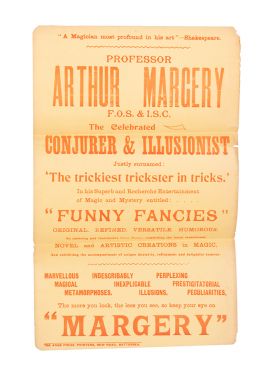 "A Magician most profound in his art"—Shakespeare.
PROFESSOR
ARTHUR MARGERY
F.O.S. & I.S.C.
The Celebrated
CONJURER & ILLUSIONIST
Justly surnamed:
'The trickiest trickster in tricks.'
In his Superb and Recherche Entertainment
of Magic and Mystery entitled: . . . .
"FUNNY FANCIES"
ORIGINAL, REFINED, VERSATILE, HUMOROUS
NOVEL and ARTISTIC CREATIONS in MAGIC,
MARVELLOUS INDESCRIBABLY PERPLEXING
MAGICAL INEXPLICABLE PRESTIGITATORIAL
METAMORPHOSES. ILLUSIONS. PECULIARITIES.
The more you look, the less you see, so keep your eye on
"MARGERY"